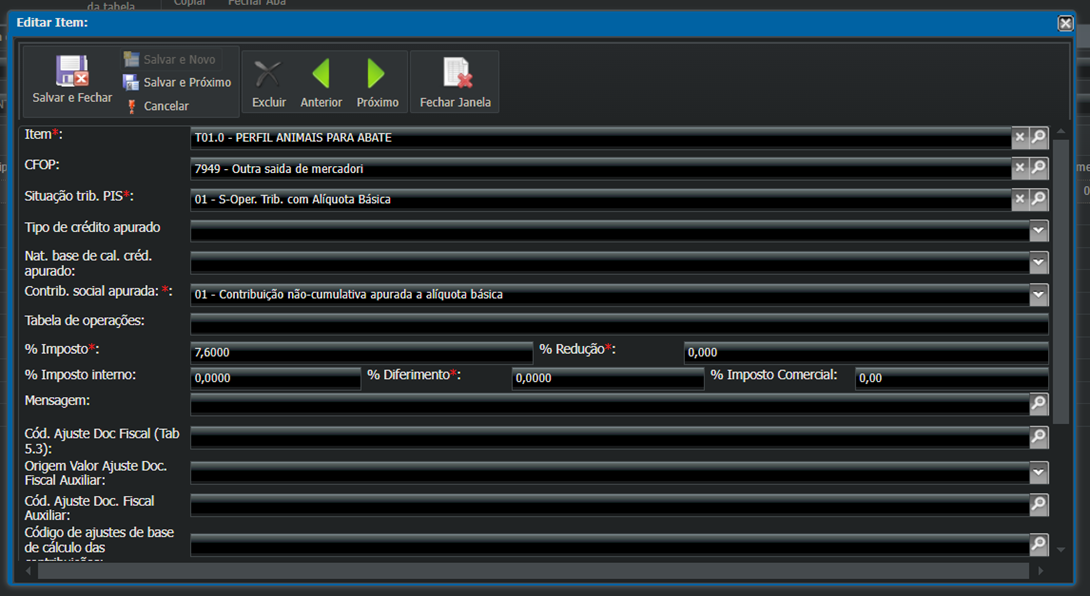 da tabela
Copiar
Fechar Aba
Editar Item:
Salvar e Fechar
Salvar e Novo
Salvar e Próximo
Cancelar
Excluir
Anterior
Próximo
Fechar Janela
Item*: T01.0 - PERFIL ANIMAIS PARA ABATE
CFOP: 7949 - Outra saida de mercadori
Situação trib. PIS*: 01 - S-Oper. Trib. com Alíquota Básica
Tipo de crédito apurado
Nat. base de cal. créd.
apurado:
Contrib. social apurada: *: 01 - Contribuição não-cumulativa apurada a alíquota básica
Tabela de operações:
% Imposto*: 7,6000 % Redução*: 0,000
% Imposto interno: 0,0000 % Diferimento*: 0,0000 % Imposto Comercial: 0,00
Mensagem:
Cód. Ajuste Doc Fiscal (Tab
5.3):
Origem Valor Ajuste Doc.
Fiscal Auxiliar:
Cód. Ajuste Doc. Fiscal
Auxiliar:
Código de ajustes de base
de cálculo das